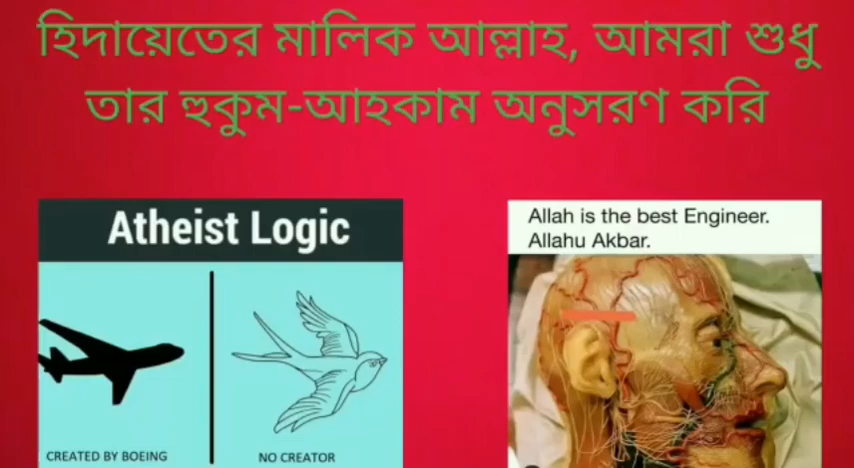 হিদায়েতের মালিক আল্লাহ, আমরা শুধু
তার হুকুম-আহকাম অনুসরণ করি
Atheist Logic
CREATED BY BOEING
NO CREATOR
Allah is the best Engineer.
Allahu Akbar.